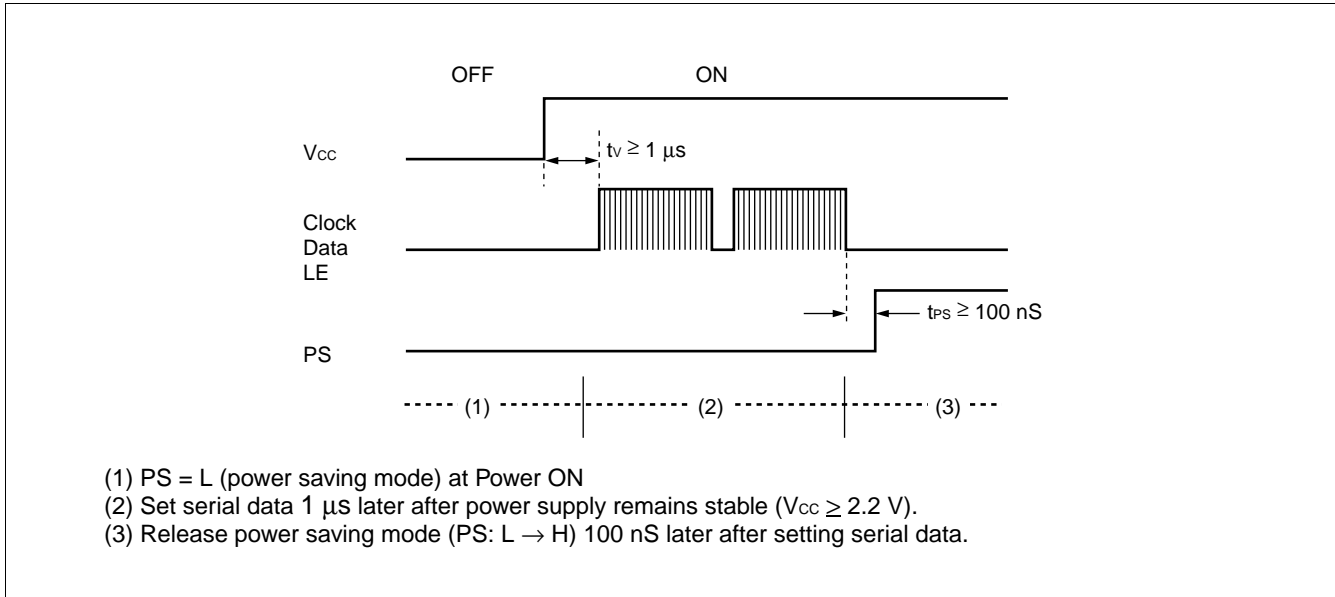 OFF ON
Vcc
tv ≥ 1 μs
Clock
Data
LE
tPS ≥ 100 nS
PS
(1) (2) (3)
(1) PS = L (power saving mode) at Power ON
(2) Set serial data 1 μs later after power supply remains stable (Vcc ≥ 2.2 V).
(3) Release power saving mode (PS: L → H) 100 nS later after setting serial data.